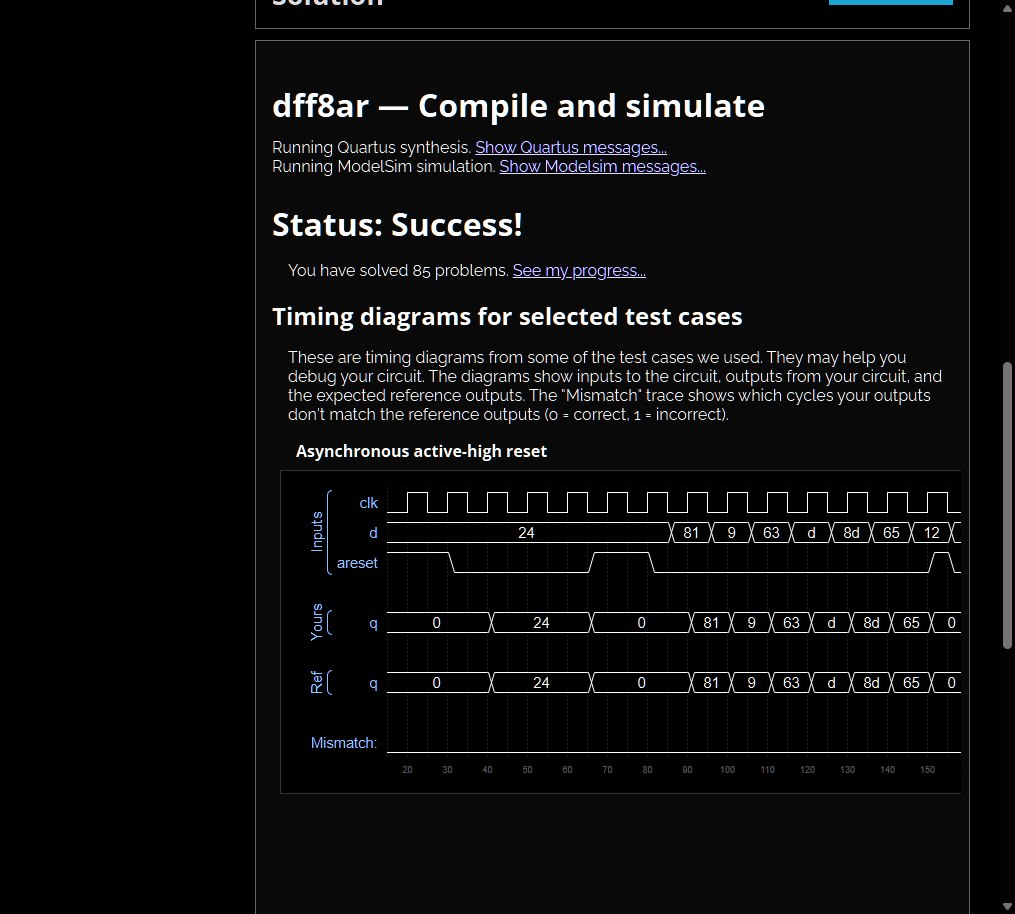 Solution
dff8ar — Compile and simulate
Running Quartus synthesis. Show Quartus messages...
Running ModelSim simulation. Show Modelsim messages...
Status: Success!
You have solved 85 problems. See my progress...
Timing diagrams for selected test cases
These are timing diagrams from some of the test cases we used. They may help you
debug your circuit. The diagrams show inputs to the circuit, outputs from your circuit, and
the expected reference outputs. The "Mismatch" trace shows which cycles your outputs
don't match the reference outputs (0 = correct, 1 = incorrect).
Asynchronous active-high reset
Inputs
clk
d 24 81 9 63 d 8d 65 12
areset
Yours
q 0 24 0 81 9 63 d 8d 65 0
Ref
q 0 24 0 81 9 63 d 8d 65 0
Mismatch:
20 30 40 50 60 70 80 90 100 110 120 130 140 150